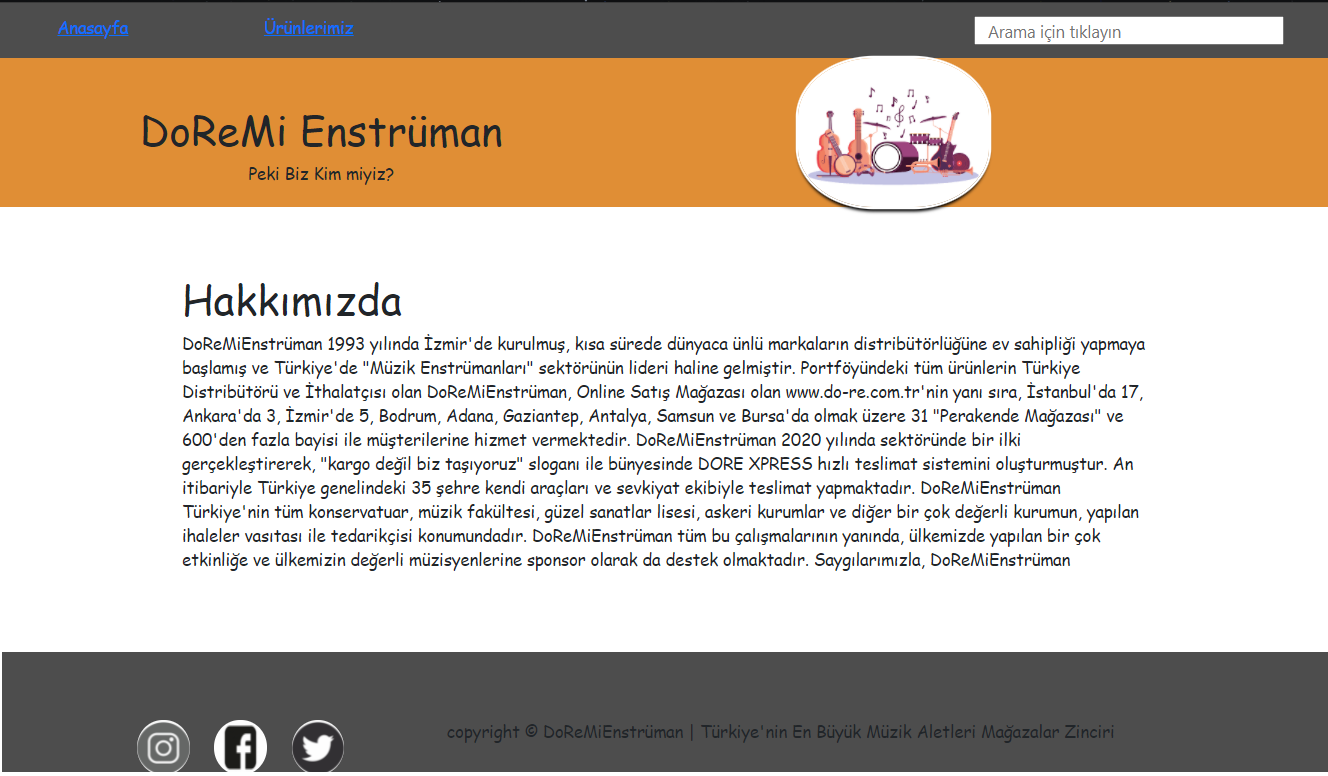 Anasayfa
Ürünlerimiz
Arama için tıklayın
DoReMi Enstrüman
Peki Biz Kim miyiz?
Hakkımızda
DoReMiEnstrüman 1993 yılında İzmir'de kurulmuş, kısa sürede dünyaca ünlü markaların distribütörlüğüne ev sahipliği yapmaya
başlamış ve Türkiye'de "Müzik Enstrümanları" sektörünün lideri haline gelmiştir. Portföyündeki tüm ürünlerin Türkiye
Distribütörü ve İthalatçısı olan DoReMiEnstrüman, Online Satış Mağazası olan www.do-re.com.tr'nin yanı sıra, İstanbul'da 17,
Ankara'da 3, İzmir'de 5, Bodrum, Adana, Gaziantep, Antalya, Samsun ve Bursa'da olmak üzere 31 "Perakende Mağazası" ve
600'den fazla bayisi ile müşterilerine hizmet vermektedir. DoReMiEnstrüman 2020 yılında sektöründe bir ilki
gerçekleştirerek, "kargo değil biz taşıyoruz" sloganı ile bünyesinde DORE XPRESS hızlı teslimat sistemini oluşturmuştur. An
itibariyle Türkiye genelindeki 35 şehre kendi araçları ve sevkiyat ekibiyle teslimat yapmaktadır. DoReMiEnstrüman
Türkiye'nin tüm konservatuar, müzik fakültesi, güzel sanatlar lisesi, askeri kurumlar ve diğer bir çok değerli kurumun, yapılan
ihaleler vasıtası ile tedarikçisi konumundadır. DoReMiEnstrüman tüm bu çalışmalarının yanında, ülkemizde yapılan bir çok
etkinliğe ve ülkemizin değerli müzisyenlerine sponsor olarak da destek olmaktadır. Saygılarımızla, DoReMiEnstrüman
copyright © DoReMiEnstrüman | Türkiye'nin En Büyük Müzik Aletleri Mağazalar Zinciri